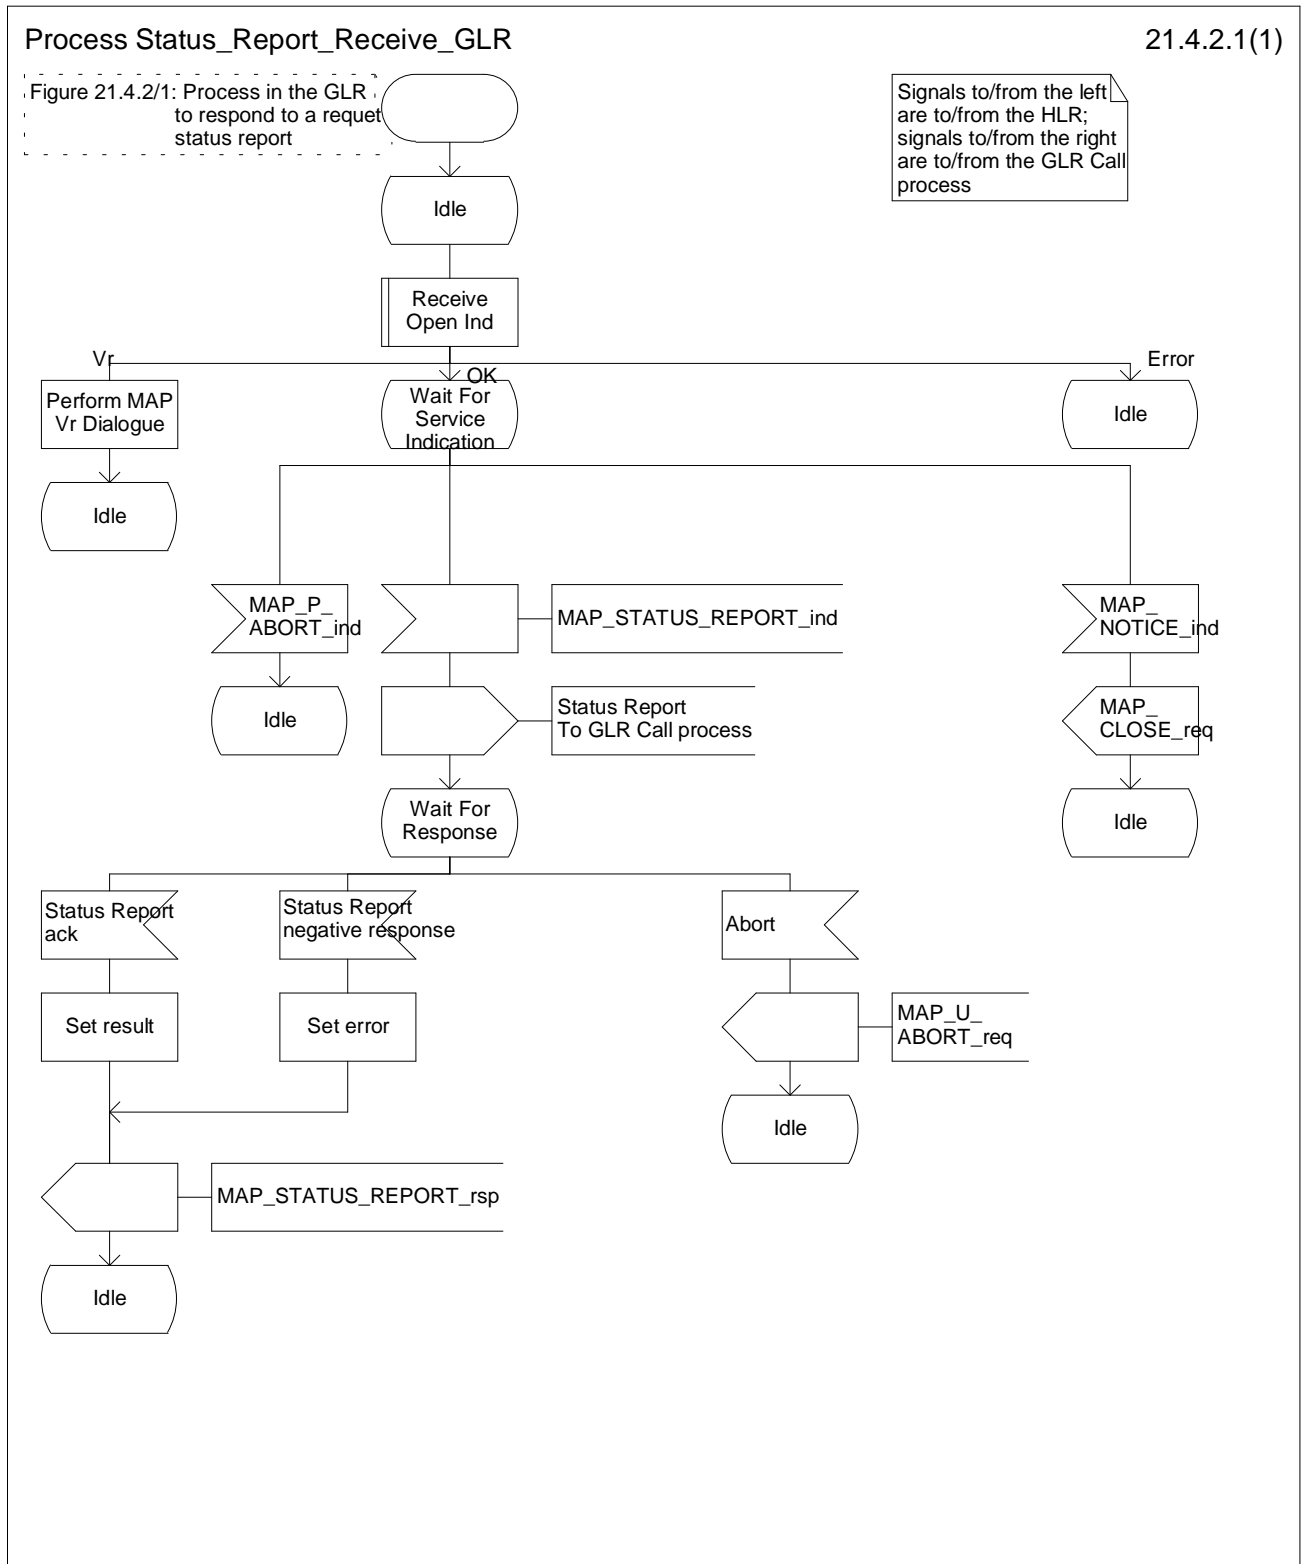 Process Status_Report_Receive_GLR
21.4.2.1(1)
Figure 21.4.2/1: Process in the GLR
to respond to a requet
status report
Signals to/from the left
are to/from the HLR;
signals to/from the right
are to/from the GLR Call
process
Idle
Receive
Open Ind
Vr
OK
Error
Perform MAP
Vr Dialogue
Wait For
Service
Indication
Idle
Idle
MAP_P_
ABORT_ind
MAP_STATUS_REPORT_ind
MAP_
NOTICE_ind
Idle
Status Report
To GLR Call process
MAP_
CLOSE_req
Wait For
Response
Idle
Status Report
ack
Status Report
negative response
Abort
Set result
Set error
MAP_U_
ABORT_req
Idle
MAP_STATUS_REPORT_rsp
Idle